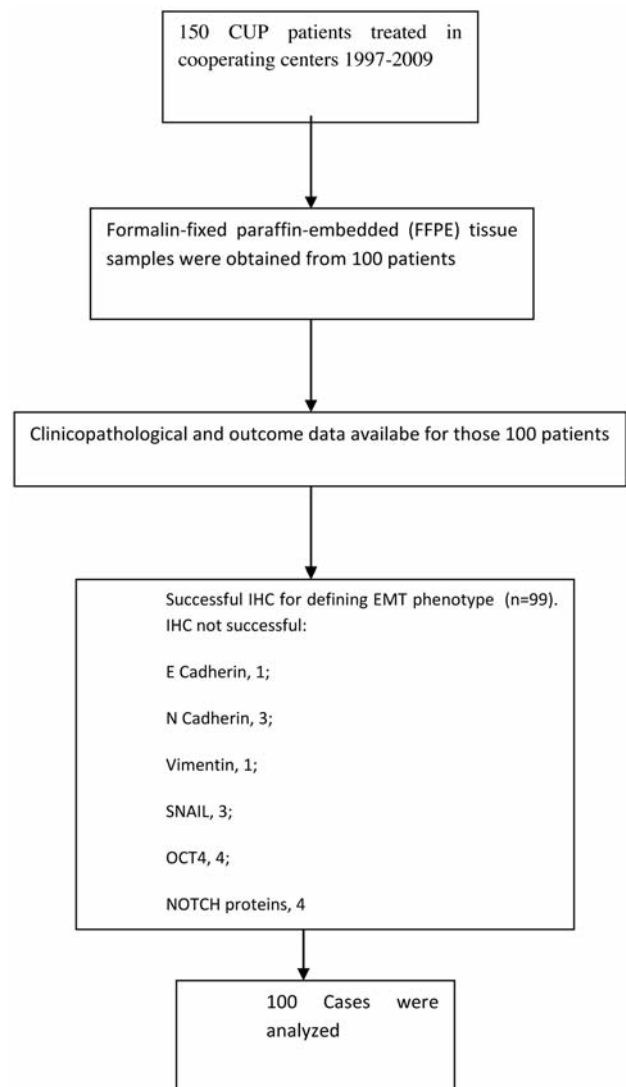 150 CUP patients treated in
cooperating centers 1997-2009
Formalin-fixed paraffin-embedded (FFPE) tissue
samples were obtained from 100 patients
Clinicopathological and outcome data availabe for those 100 patients
Successful IHC for defining EMT phenotype (n=99).
IHC not successful:
E Cadherin, 1;
N Cadherin, 3;
Vimentin, 1;
SNAIL, 3;
OCT4, 4;
NOTCH proteins, 4
100 Cases were
analyzed